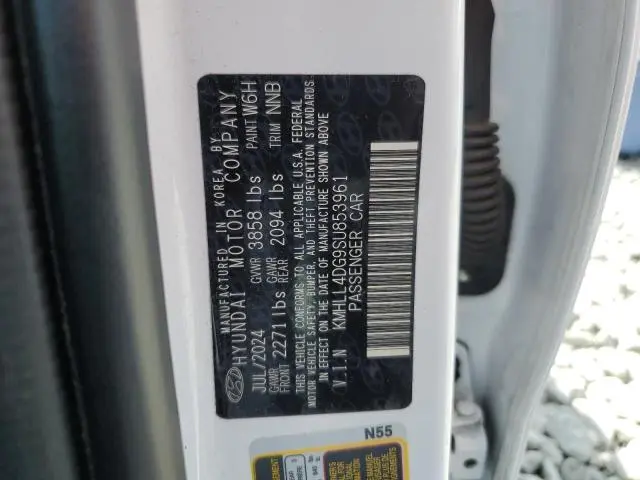 MANUFACTURED IN KOREA BY
HYUNDAI MOTOR COMPANY
JUL/2024 GVWR 3858 lbs PAINT W6H
GAWR FRONT 2271 lbs GAWR REAR 2094 lbs TRIM NNB
THIS VEHICLE CONFORMS TO ALL APPLICABLE U.S.A. FEDERAL
MOTOR VEHICLE SAFETY, BUMPER, AND THEFT PREVENTION STANDARDS
IN EFFECT ON THE DATE OF MANUFACTURE SHOWN ABOVE
V.I.N KMHLL4DG9SU853961
PASSENGER CAR
N55